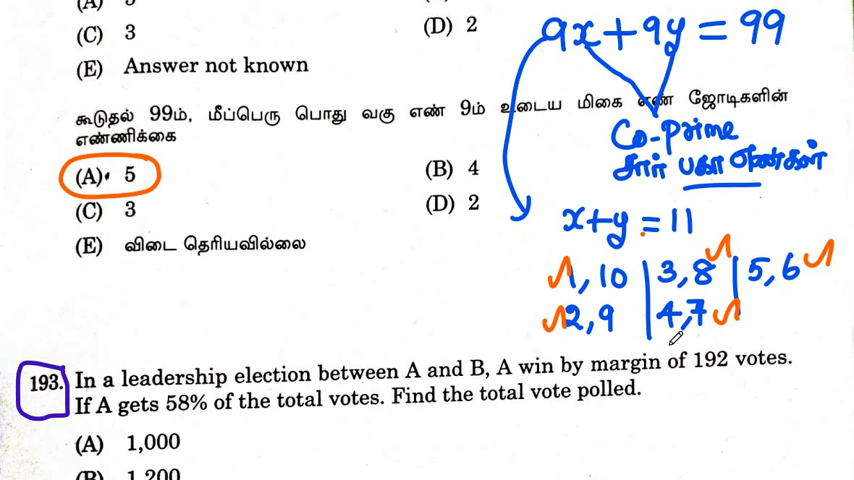 (C) 3
(D) 2
(E) Answer not known
கூடுதல் 99ம், மீப்பெரு பொது வகு எண் 9ம் உடைய மிகை எண் ஜோடிகளின்
எண்ணிக்கை
(A) 5
(B) 4
(C) 3
(D) 2
(E) விடை தெரியவில்லை
9x + 9y = 99
Co-Prime
சார் பகா எண்கள்
x+y = 11
1, 10 | 3, 8 | 5, 6
2, 9 | 4, 7
193. In a leadership election between A and B, A win by margin of 192 votes.
If A gets 58% of the total votes. Find the total vote polled.
(A) 1,000
(B) 1,200